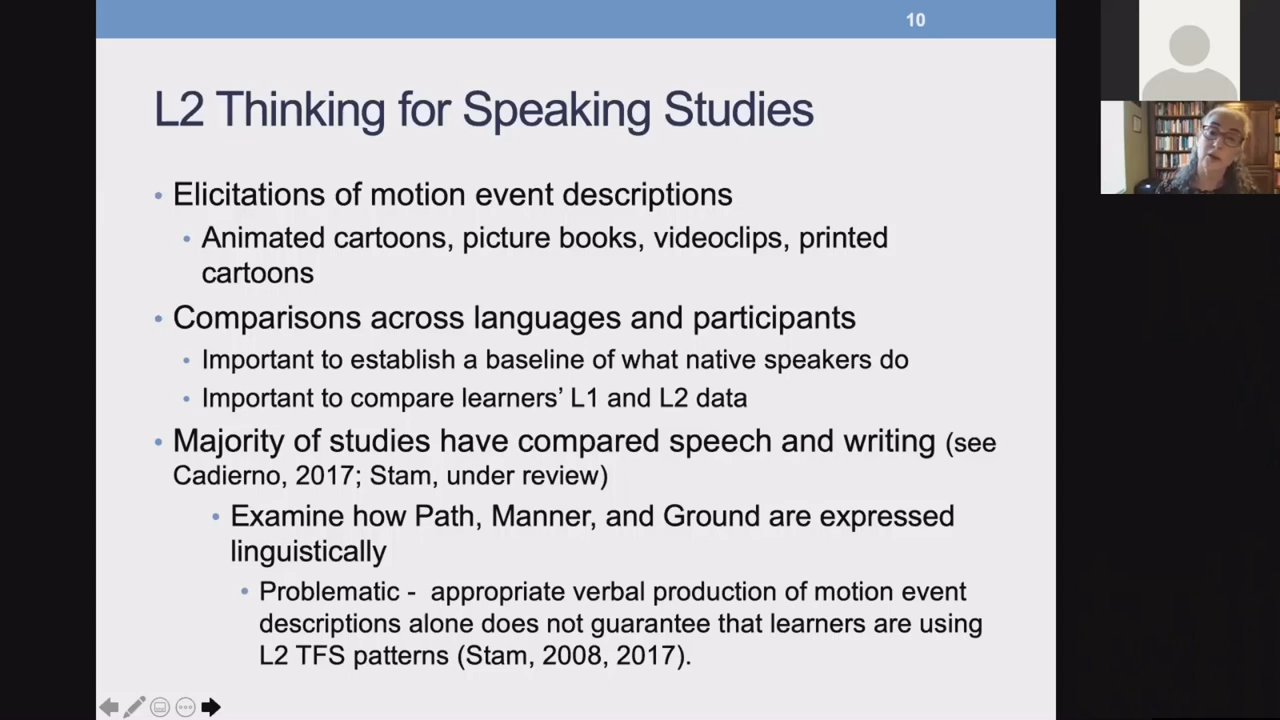 10
L2 Thinking for Speaking Studies
• Elicitations of motion event descriptions
• Animated cartoons, picture books, videoclips, printed
cartoons
• Comparisons across languages and participants
• Important to establish a baseline of what native speakers do
• Important to compare learners’ L1 and L2 data
• Majority of studies have compared speech and writing (see
Cadierno, 2017; Stam, under review)
• Examine how Path, Manner, and Ground are expressed
linguistically
• Problematic - appropriate verbal production of motion event
descriptions alone does not guarantee that learners are using
L2 TFS patterns (Stam, 2008, 2017).